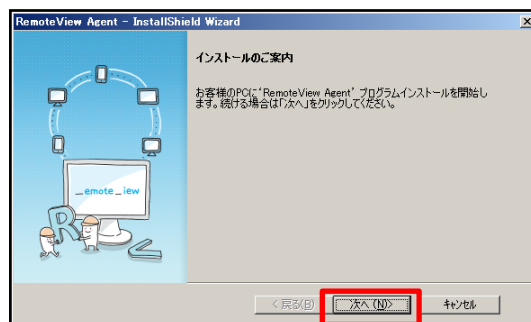 RemoteView Agent - InstallShield Wizard
インストールのご案内
お客様のPCに'RemoteView Agent' プログラムインストールを開始し
ます。続ける場合は「次へ」をクリックしてください。
_emote_iew
R
< 戻る(B)
次へ (N)>
キャンセル